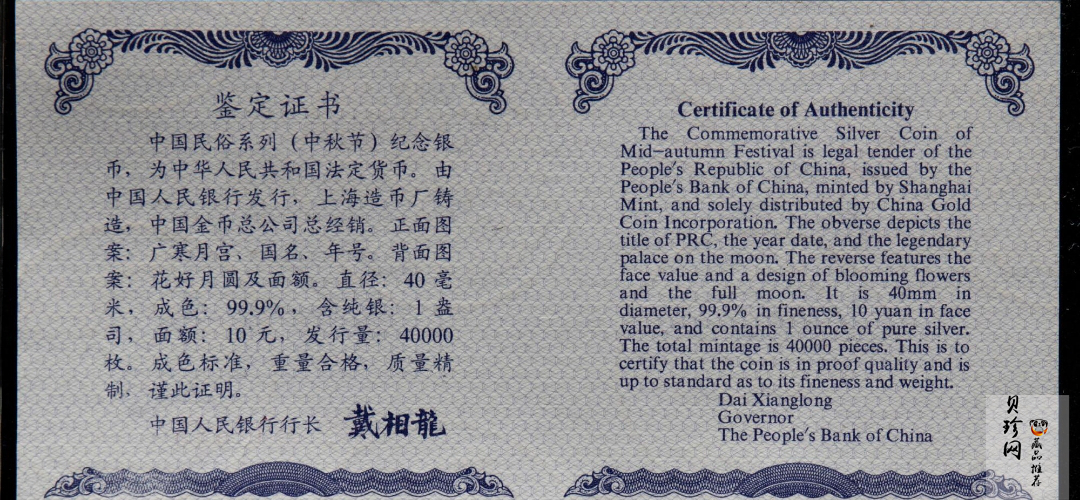 鉴定证书
中国民俗系列（中秋节）纪念银
币，为中华人民共和国法定货币。由
中国人民银行发行，上海造币厂铸
造，中国金币总公司总经销。正面图
案：广寒月宫、国名、年号。背面图
案：花好月圆及面额。直径：40 毫
米，成色：99.9%，含纯银：1 盎
司，面额：10 元，发行量：40000
枚。成色标准，重量合格，质量精
制，谨此证明。
中国人民银行行长 戴相龍
Certificate of Authenticity
The Commemorative Silver Coin of
Mid-autumn Festival is legal tender of the
People's Republic of China, issued by the
People's Bank of China, minted by Shanghai
Mint, and solely distributed by China Gold
Coin Incorporation. The obverse depicts the
title of PRC, the year date, and the legendary
palace on the moon. The reverse features the
face value and a design of blooming flowers
and the full moon. It is 40mm in
diameter, 99.9% in fineness, 10 yuan in face
value, and contains 1 ounce of pure silver.
The total mintage is 40000 pieces. This is to
certify that the coin is in proof quality and is
up to standard as to its fineness and weight.
Dai Xianglong
Governor
The People's Bank of China
贝珍网
藏品推荐